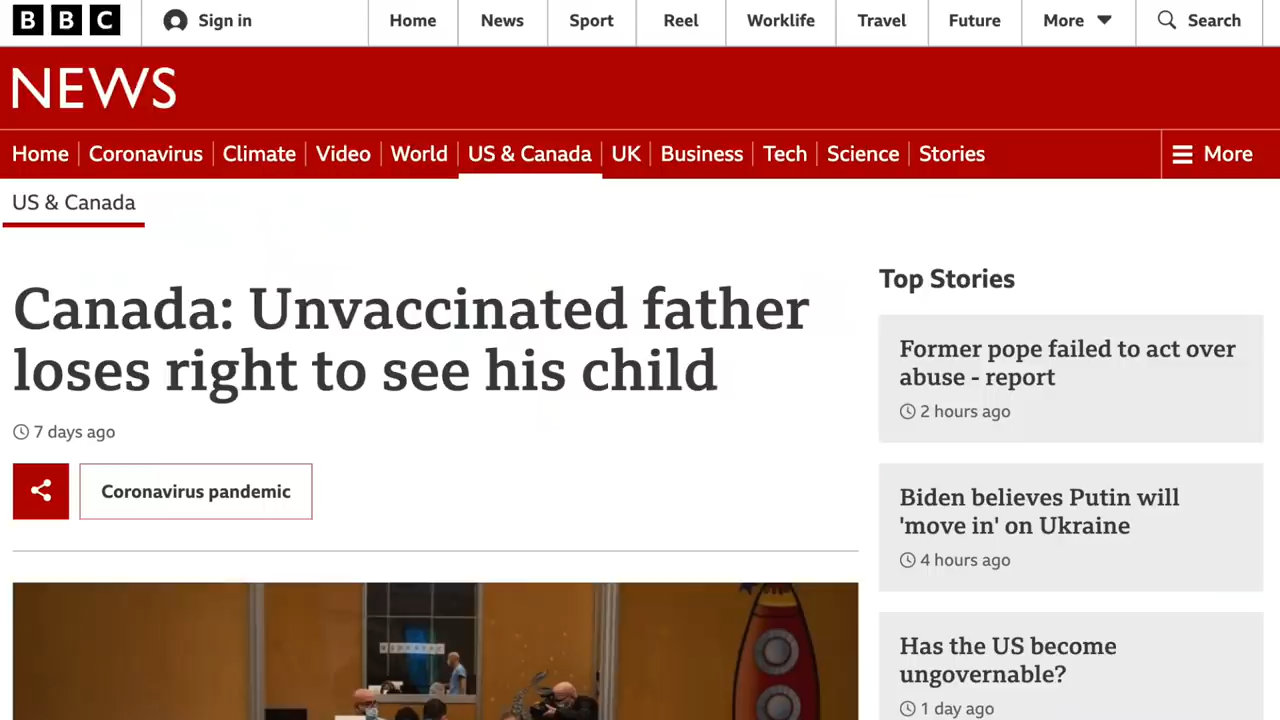 BBC
Sign in
Home
News
Sport
Reel
Worklife
Travel
Future
More
Search
NEWS
Home
Coronavirus
Climate
Video
World
US & Canada
UK
Business
Tech
Science
Stories
More
US & Canada
Canada: Unvaccinated father
loses right to see his child
7 days ago
Coronavirus pandemic
Top Stories
Former pope failed to act over
abuse - report
2 hours ago
Biden believes Putin will
'move in' on Ukraine
4 hours ago
Has the US become
ungovernable?
1 day ago